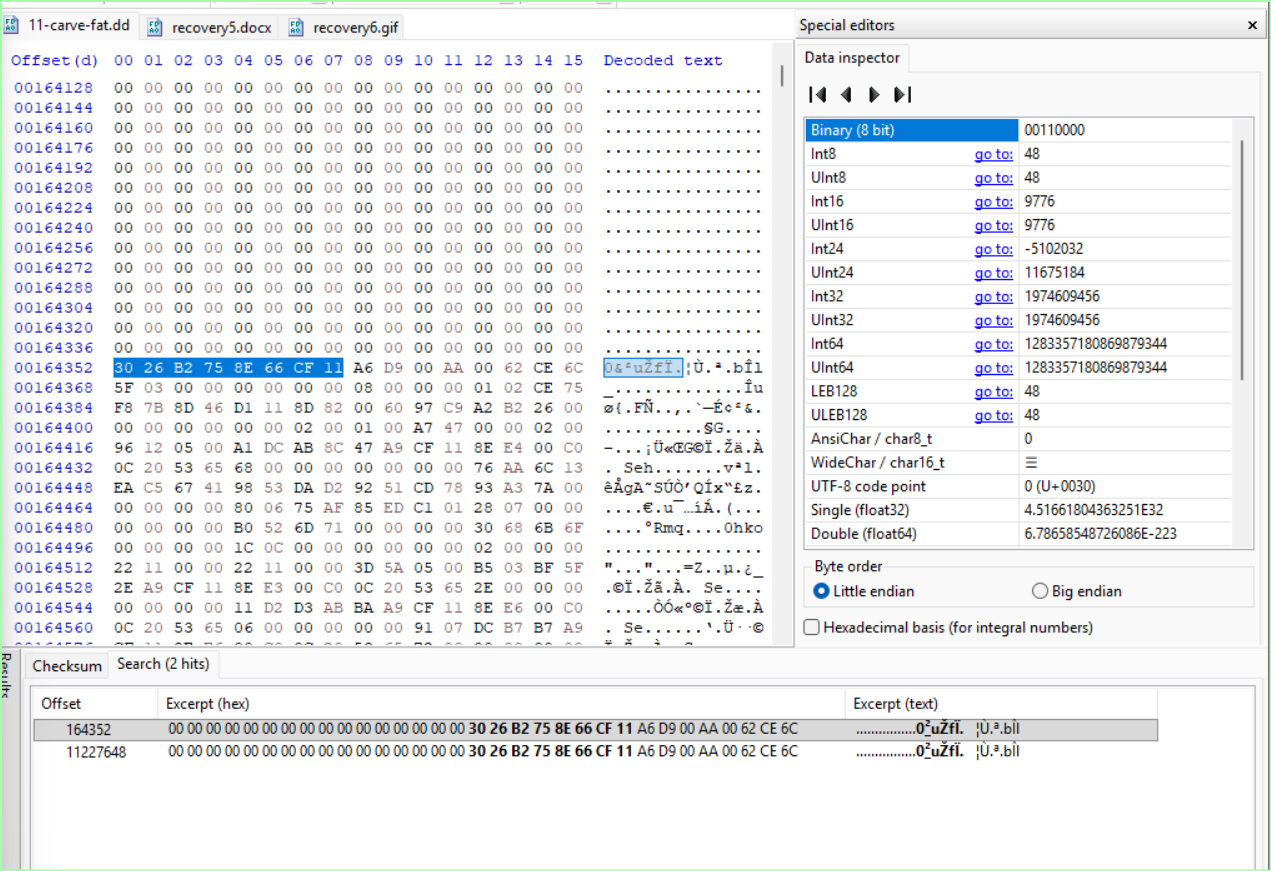 11-carve-fat.dd
recovery5.docx
recovery6.gif
Offset(d) 00 01 02 03 04 05 06 07 08 09 10 11 12 13 14 15 Decoded text
00164128 00 00 00 00 00 00 00 00 00 00 00 00 00 00 00 00 ................
00164144 00 00 00 00 00 00 00 00 00 00 00 00 00 00 00 00 ................
00164160 00 00 00 00 00 00 00 00 00 00 00 00 00 00 00 00 ................
00164176 00 00 00 00 00 00 00 00 00 00 00 00 00 00 00 00 ................
00164192 00 00 00 00 00 00 00 00 00 00 00 00 00 00 00 00 ................
00164208 00 00 00 00 00 00 00 00 00 00 00 00 00 00 00 00 ................
00164224 00 00 00 00 00 00 00 00 00 00 00 00 00 00 00 00 ................
00164240 00 00 00 00 00 00 00 00 00 00 00 00 00 00 00 00 ................
00164256 00 00 00 00 00 00 00 00 00 00 00 00 00 00 00 00 ................
00164272 00 00 00 00 00 00 00 00 00 00 00 00 00 00 00 00 ................
00164288 00 00 00 00 00 00 00 00 00 00 00 00 00 00 00 00 ................
00164304 00 00 00 00 00 00 00 00 00 00 00 00 00 00 00 00 ................
00164320 00 00 00 00 00 00 00 00 00 00 00 00 00 00 00 00 ................
00164336 00 00 00 00 00 00 00 00 00 00 00 00 00 00 00 00 ................
00164352 30 26 B2 75 8E 66 CF 11 A6 D9 00 AA 00 62 CE 6C 0&²uŽfÏ.¦Ù.ª.bÎl
00164368 5F 03 00 00 00 00 00 00 08 00 00 00 01 02 CE 75 _.............Îu
00164384 F8 7B 8D 46 D1 11 8D 82 00 60 97 C9 A2 B2 26 00 ø{.FÑ..‚.`—É¢²&.
00164400 00 00 00 00 00 00 02 00 01 00 A7 47 00 00 02 00 ..........§G....
00164416 96 12 05 00 A1 DC AB 8C 47 A9 CF 11 8E E4 00 C0 –...¡Ü«ŒG©Ï.Žä.À
00164432 0C 20 53 65 68 00 00 00 00 00 00 00 76 AA 6C 13 . Seh.......vªl.
00164448 EA C5 67 41 98 53 DA D2 92 51 CD 78 93 A3 7A 00 êÅgA˜SÚÒ’QÍx“£z.
00164464 00 00 00 00 80 06 75 AF 85 ED C1 01 28 07 00 00 ....€.u¯…íÁ.(...
00164480 00 00 00 00 B0 52 6D 71 00 00 00 00 30 68 6B 6F ....°Rmq....0hko
00164496 00 00 00 00 1C 0C 00 00 00 00 00 00 02 00 00 00 ................
00164512 22 11 00 00 22 11 00 00 3D 5A 05 00 B5 03 BF 5F "..."...=Z..µ.¿_
00164528 2E A9 CF 11 8E E3 00 C0 0C 20 53 65 2E 00 00 00 .©Ï.Žã.À. Se....
00164544 00 00 00 00 11 D2 D3 AB BA A9 CF 11 8E E6 00 C0 .....ÒÓ«º©Ï.Žæ.À
00164560 0C 20 53 65 06 00 00 00 00 00 91 07 DC B7 B7 A9 . Se......‘.Ü··©
Special editors
Data inspector
Binary (8 bit) 00110000
Int8 go to: 48
UInt8 go to: 48
Int16 go to: 9776
UInt16 go to: 9776
Int24 go to: -5102032
UInt24 go to: 11675184
Int32 go to: 1974609456
UInt32 go to: 1974609456
Int64 go to: 1283357180869879344
UInt64 go to: 1283357180869879344
LEB128 go to: 48
ULEB128 go to: 48
AnsiChar / char8_t 0
WideChar / char16_t ☰
UTF-8 code point 0 (U+0030)
Single (float32) 4.51661804363251E32
Double (float64) 6.78658548726086E-223
Byte order
Little endian Big endian
Hexadecimal basis (for integral numbers)
Results
Checksum Search (2 hits)
Offset Excerpt (hex) Excerpt (text)
164352 00 00 00 00 00 00 00 00 00 00 00 00 00 00 00 00 30 26 B2 75 8E 66 CF 11 A6 D9 00 AA 00 62 CE 6C ................0_²uŽfÏ. ¦Ù.ª.bÎl
11227648 00 00 00 00 00 00 00 00 00 00 00 00 00 00 00 00 30 26 B2 75 8E 66 CF 11 A6 D9 00 AA 00 62 CE 6C ................0_²uŽfÏ. ¦Ù.ª.bÎl